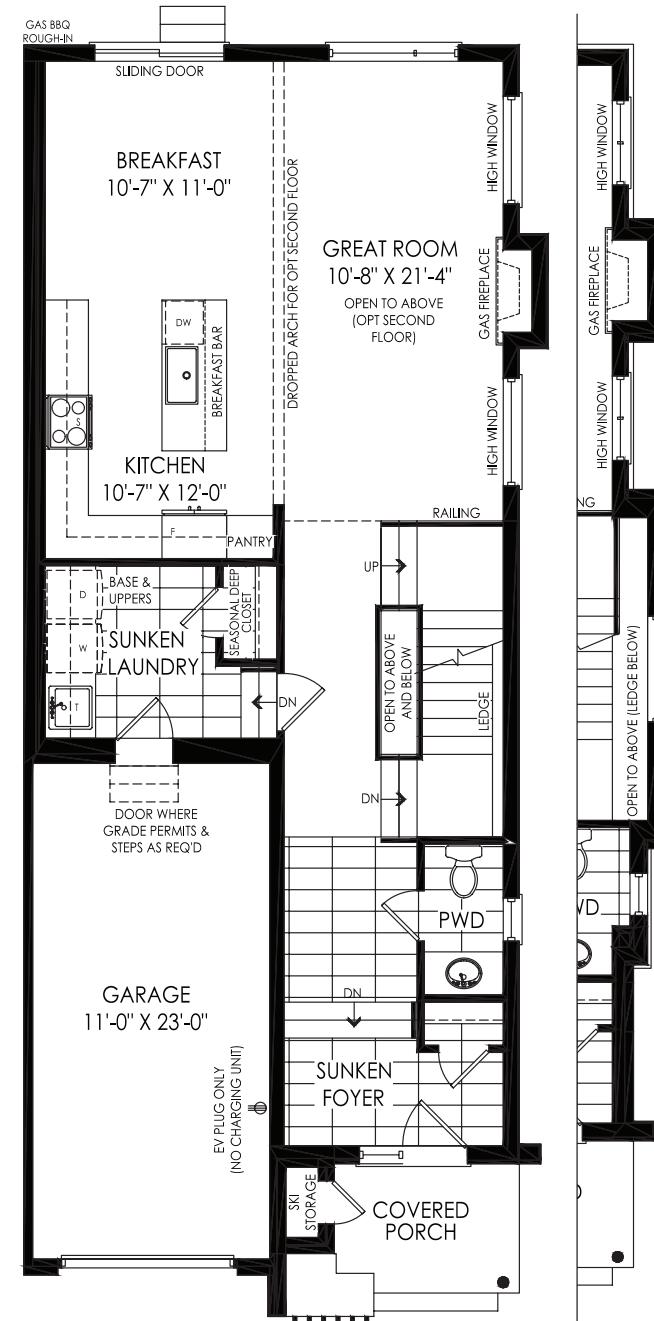 GAS BBQ
ROUGH-IN
SLIDING DOOR
BREAKFAST
10'-7" X 11'-0"
DROPPED ARCH FOR OPT SECOND FLOOR
GREAT ROOM
10'-8" X 21'-4"
OPEN TO ABOVE
(OPT SECOND
FLOOR)
HIGH WINDOW
GAS FIREPLACE
HIGH WINDOW
DW
BREAKFAST BAR
S
KITCHEN
10'-7" X 12'-0"
F
PANTRY
RAILING
UP
D
BASE &
UPPERS
W
SUNKEN
LAUNDRY
SEASONAL DEEP
CLOSET
T
DN
OPEN TO ABOVE
AND BELOW
LEDGE
DN
DOOR WHERE
GRADE PERMITS &
STEPS AS REQ'D
PWD
GARAGE
11'-0" X 23'-0"
DN
EV PLUG ONLY
(NO CHARGING UNIT)
SUNKEN
FOYER
SKI
STORAGE
COVERED
PORCH
HIGH WINDOW
GAS FIREPLACE
HIGH WINDOW
NG
OPEN TO ABOVE (LEDGE BELOW)
WD